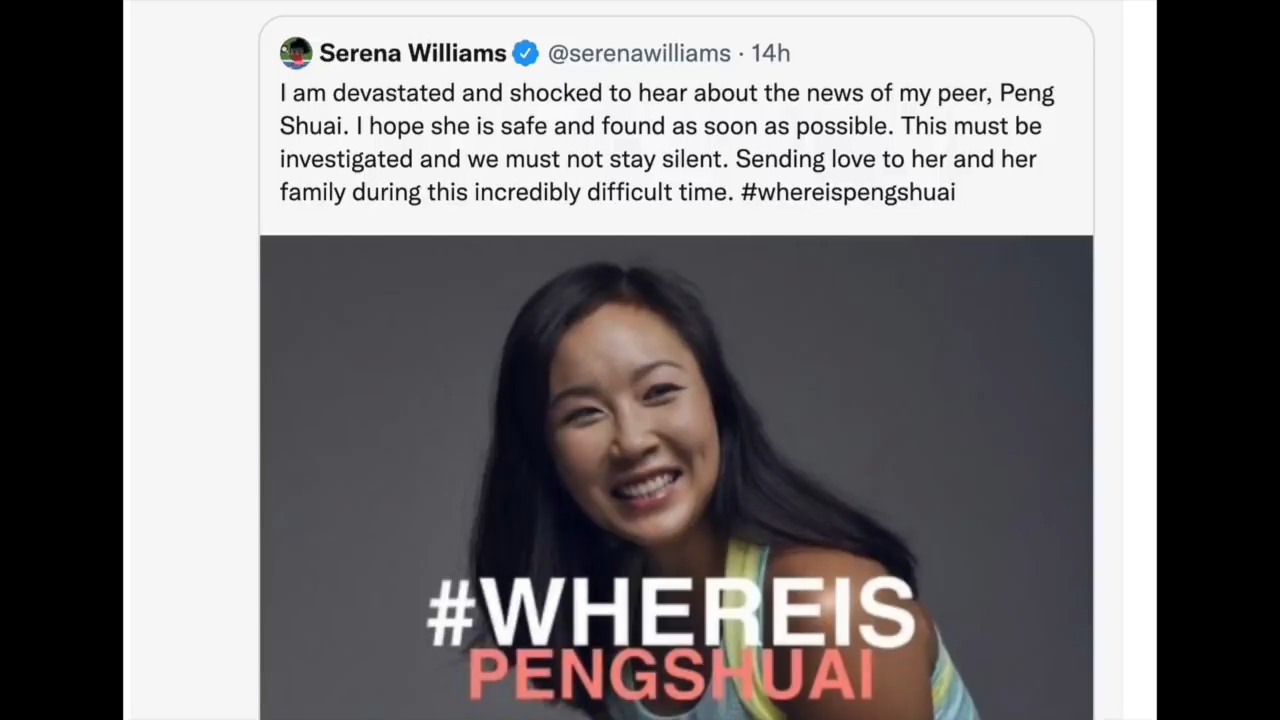 Serena Williams @serenawilliams · 14h
I am devastated and shocked to hear about the news of my peer, Peng
Shuai. I hope she is safe and found as soon as possible. This must be
investigated and we must not stay silent. Sending love to her and her
family during this incredibly difficult time. #whereispengshuai
#WHEREIS
PENGSHUAI